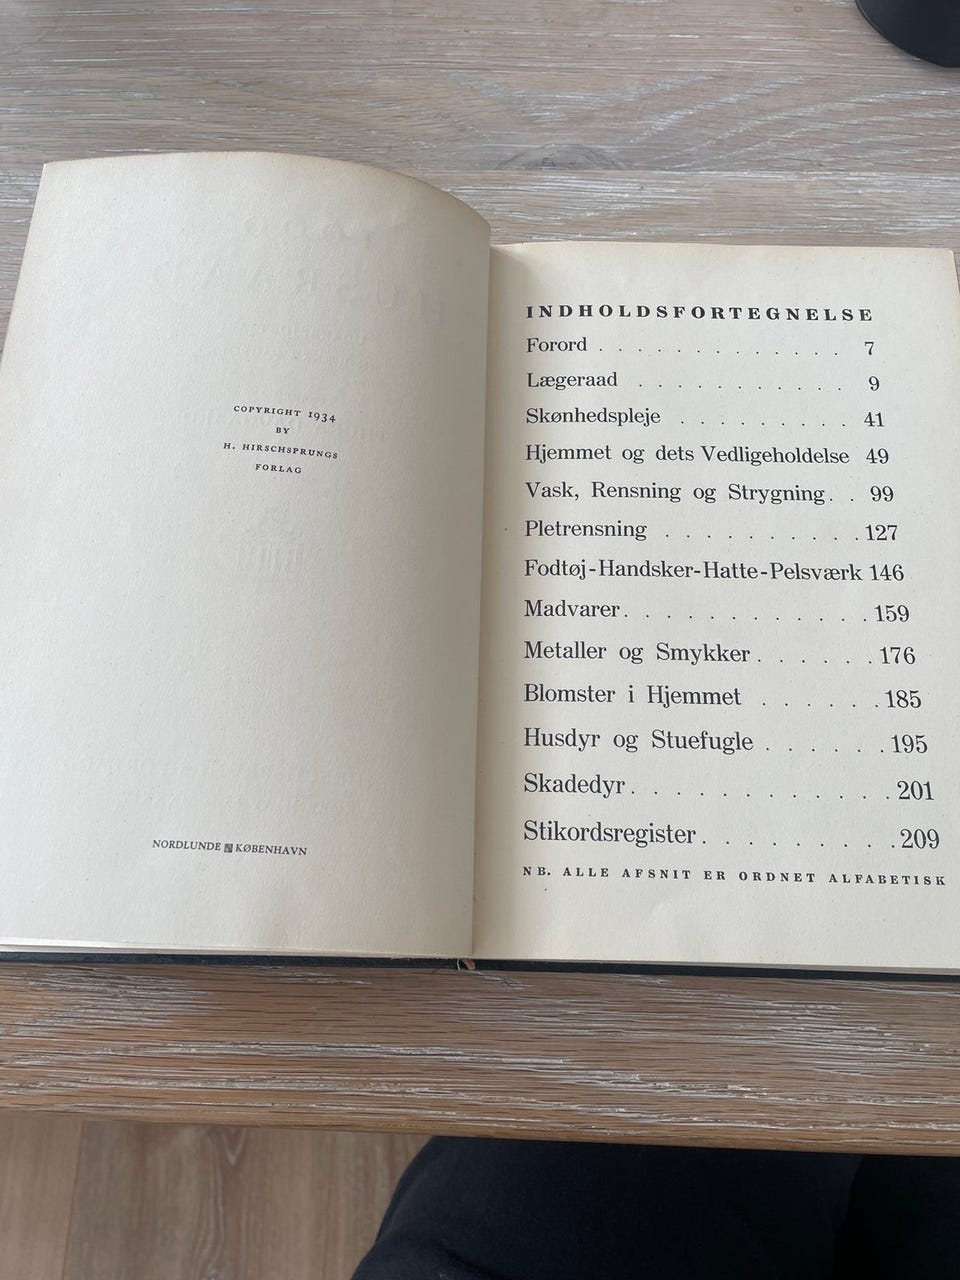 COPYRIGHT 1934
BY
H. HIRSCHSPRUNGS
FORLAG
NORDLUNDE KØBENHAVN
INDHOLDSFORTEGNELSE
Forord . . . . . . . . . . . . . 7
Lægeraad . . . . . . . . . . . 9
Skønhedspleje . . . . . . . . . 41
Hjemmet og dets Vedligeholdelse 49
Vask, Rensning og Strygning . . 99
Pletrensning . . . . . . . . . . 127
Fodtøj-Handsker-Hatte-Pelsværk 146
Madvarer . . . . . . . . . . . . 159
Metaller og Smykker . . . . . . 176
Blomster i Hjemmet . . . . . . 185
Husdyr og Stuefugle . . . . . . 195
Skadedyr . . . . . . . . . . . . 201
Stikordsregister . . . . . . . . . 209
NB. ALLE AFSNIT ER ORDNET ALFABETISK